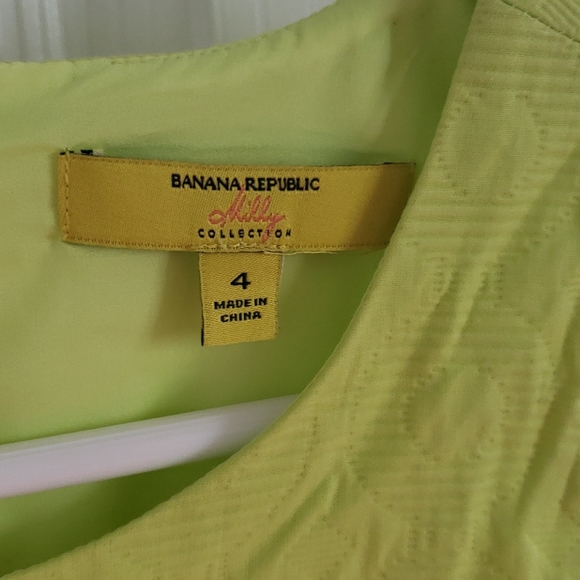 BANANA REPUBLIC
Milly
COLLECTION
4
MADE IN
CHINA